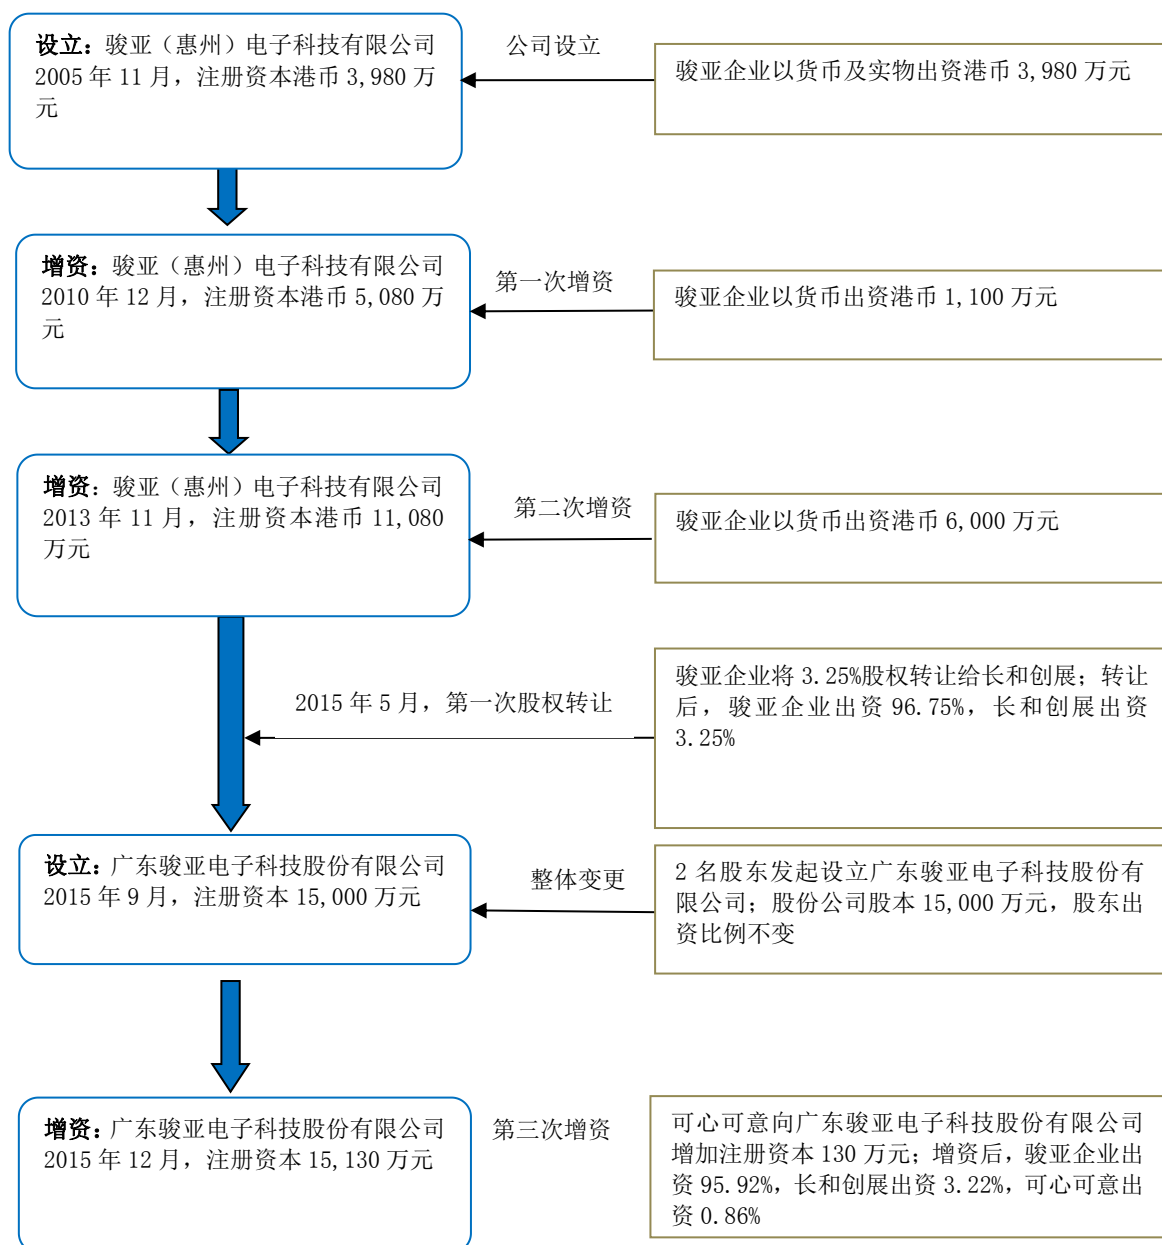 设立：骏亚（惠州）电子科技有限公司
2005 年 11 月，注册资本港币 3,980 万
元
公司设立
骏亚企业以货币及实物出资港币 3,980 万元
增资：骏亚（惠州）电子科技有限公司
2010 年 12 月，注册资本港币 5,080 万
元
第一次增资
骏亚企业以货币出资港币 1,100 万元
增资：骏亚（惠州）电子科技有限公司
2013 年 11 月，注册资本港币 11,080
万元
第二次增资
骏亚企业以货币出资港币 6,000 万元
2015 年 5 月，第一次股权转让
骏亚企业将 3.25%股权转让给长和创展；转让
后，骏亚企业出资 96.75%，长和创展出资
3.25%
设立：广东骏亚电子科技股份有限公司
2015 年 9 月，注册资本 15,000 万元
整体变更
2 名股东发起设立广东骏亚电子科技股份有
限公司；股份公司股本 15,000 万元，股东出
资比例不变
增资：广东骏亚电子科技股份有限公司
2015 年 12 月，注册资本 15,130 万元
第三次增资
可心可意向广东骏亚电子科技股份有限公司
增加注册资本 130 万元；增资后，骏亚企业出
资 95.92%，长和创展出资 3.22%，可心可意出
资 0.86%